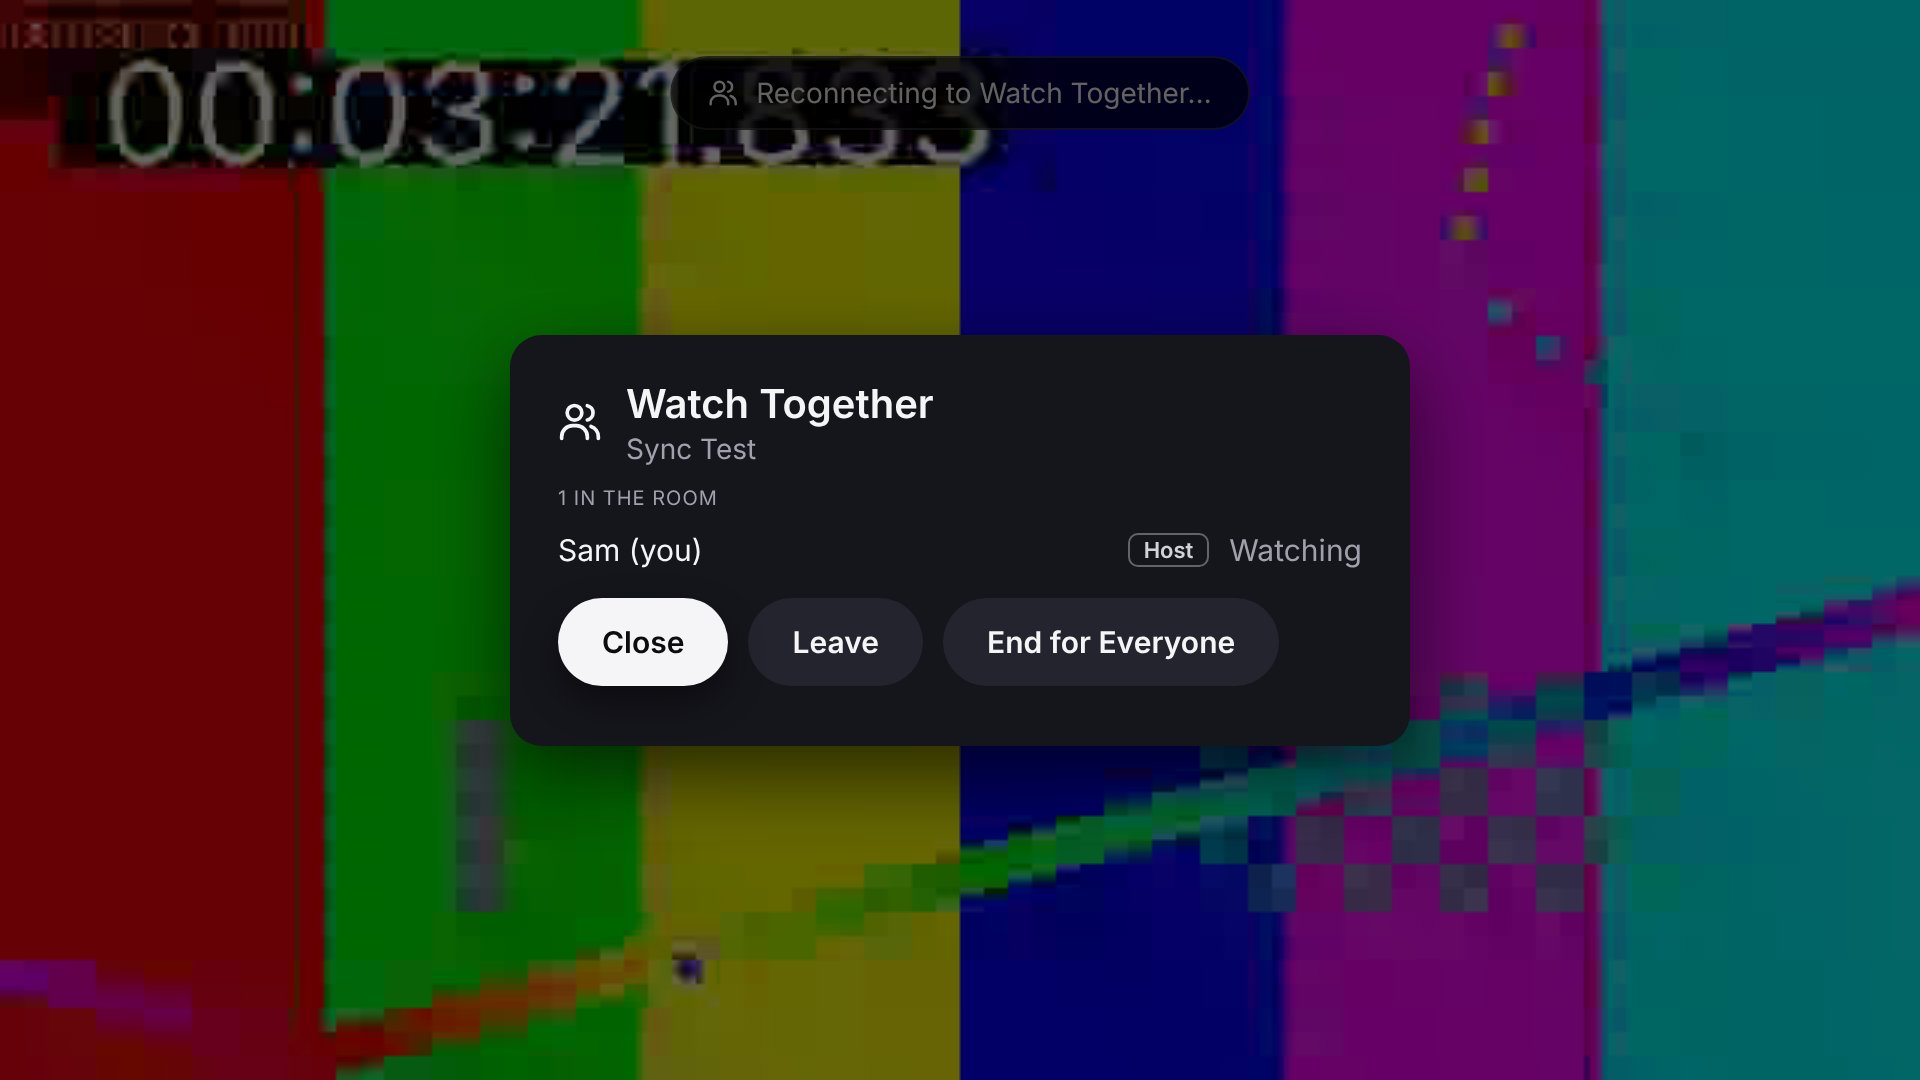 00:03:21.833
Reconnecting to Watch Together...
Watch Together
Sync Test
1 IN THE ROOM
Sam (you)
Host
Watching
Close
Leave
End for Everyone